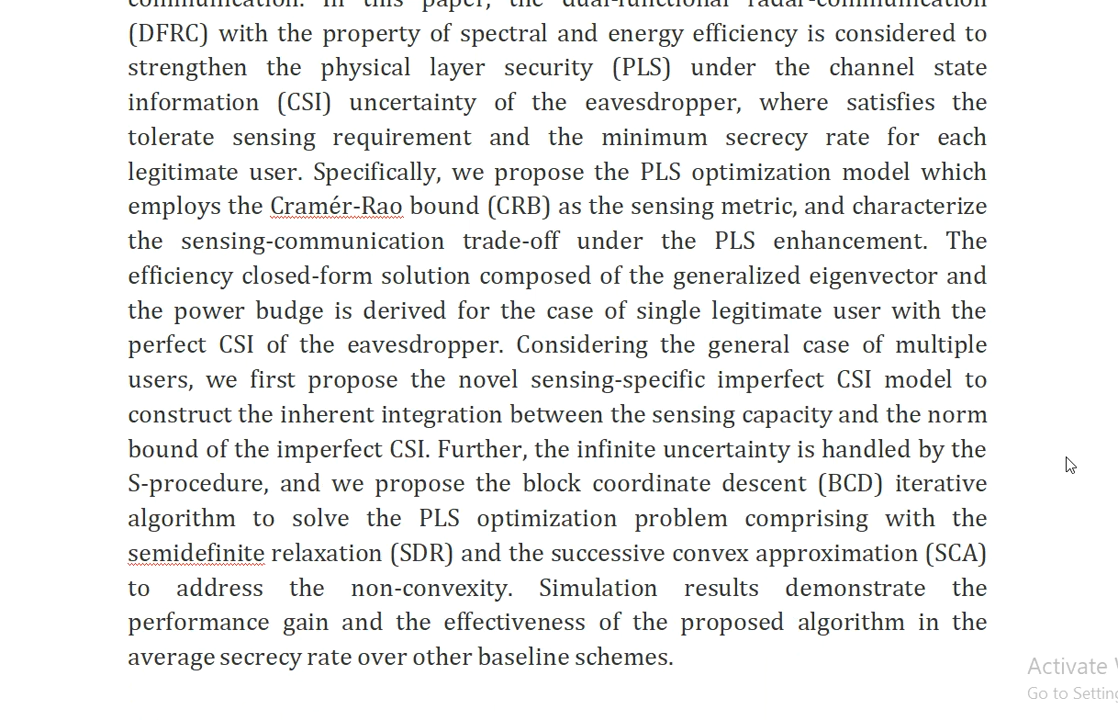 communication. In this paper, the dual-functional radar-communication
(DFRC) with the property of spectral and energy efficiency is considered to
strengthen the physical layer security (PLS) under the channel state
information (CSI) uncertainty of the eavesdropper, where satisfies the
tolerate sensing requirement and the minimum secrecy rate for each
legitimate user. Specifically, we propose the PLS optimization model which
employs the Cramér-Rao bound (CRB) as the sensing metric, and characterize
the sensing-communication trade-off under the PLS enhancement. The
efficiency closed-form solution composed of the generalized eigenvector and
the power budge is derived for the case of single legitimate user with the
perfect CSI of the eavesdropper. Considering the general case of multiple
users, we first propose the novel sensing-specific imperfect CSI model to
construct the inherent integration between the sensing capacity and the norm
bound of the imperfect CSI. Further, the infinite uncertainty is handled by the
S-procedure, and we propose the block coordinate descent (BCD) iterative
algorithm to solve the PLS optimization problem comprising with the
semidefinite relaxation (SDR) and the successive convex approximation (SCA)
to address the non-convexity. Simulation results demonstrate the
performance gain and the effectiveness of the proposed algorithm in the
average secrecy rate over other baseline schemes.
Activate
Go to Setting